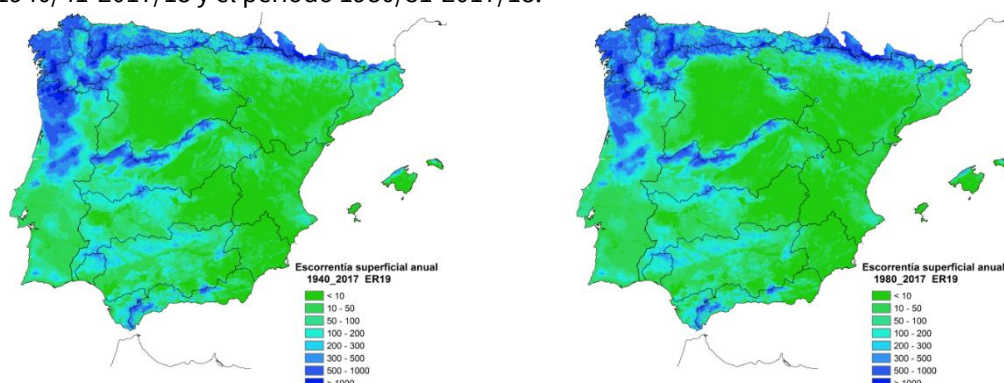 1940/41-2017/18 y el periodo 1980/81-2017/18.
Escorrentía superficial anual
1940_2017 ER19
< 10
10 - 50
50 - 100
100 - 200
200 - 300
300 - 500
500 - 1000
> 1000
Escorrentía superficial anual
1980_2017 ER19
< 10
10 - 50
50 - 100
100 - 200
200 - 300
300 - 500
500 - 1000
> 1000